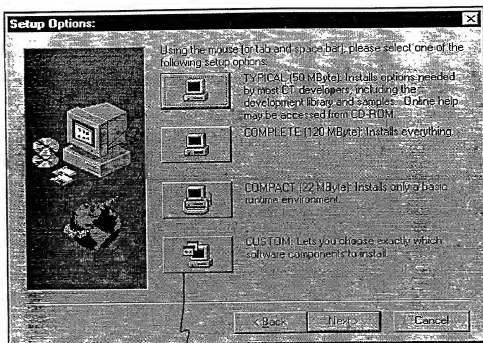 Setup Options:
Using the mouse (or tab and space bar), please select one of the
following setup options:
TYPICAL (50 MByte): Installs options needed
by most CT developers, including the
development library and samples. Online help
may be accessed from CD-ROM.
COMPLETE (120 MByte): Installs everything.
COMPACT (22 MByte): Installs only a basic
runtime environment.
CUSTOM: Lets you choose exactly which
software components to install.
< Back
Next >
Cancel